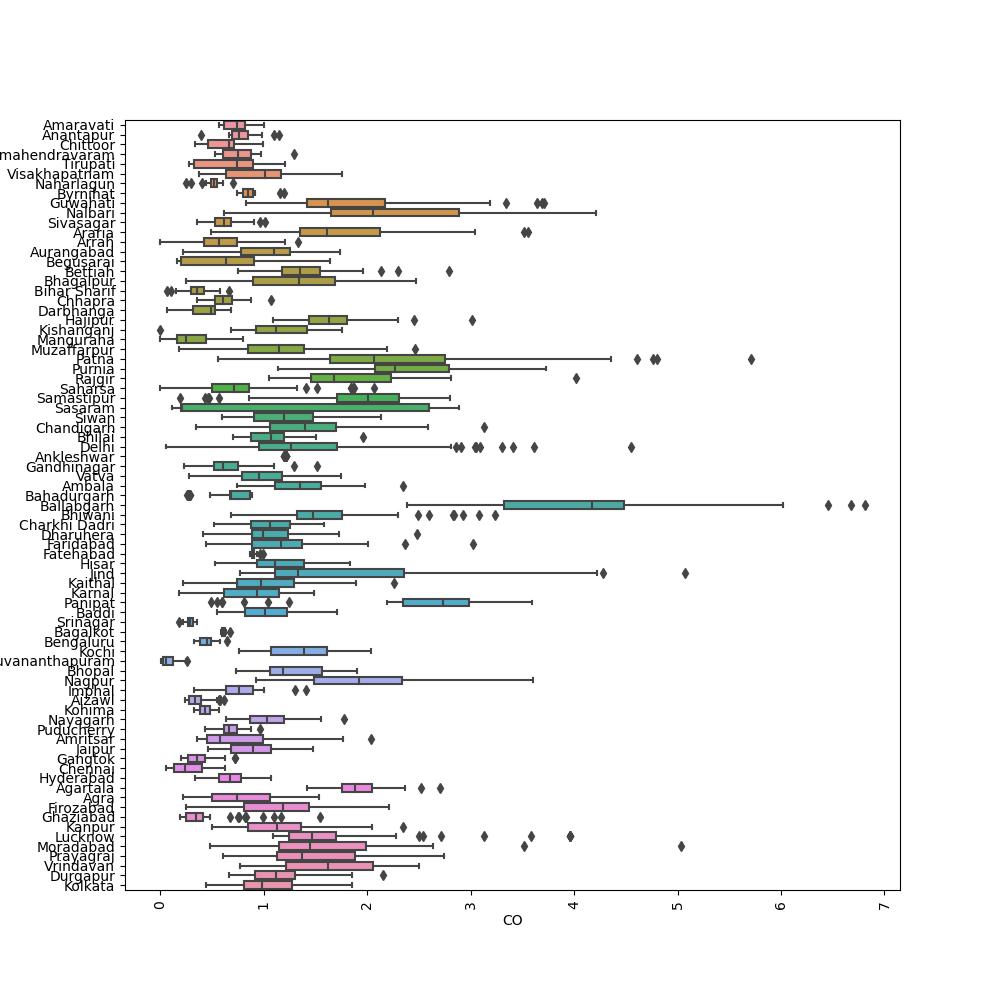 Amaravati
Anantapur
Chittoor
mahendravaram
Tirupati
Visakhapatnam
Naharlagun
Byrnihat
Guwahati
Nalbari
Sivasagar
Araria
Arrah
Aurangabad
Begusarai
Bettiah
Bhagalpur
Bihar Sharif
Chhapra
Darbhanga
Hajipur
Kishanganj
Manguraha
Muzaffarpur
Patna
Purnia
Rajgir
Saharsa
Samastipur
Sasaram
Siwan
Chandigarh
Bhilai
Delhi
Ankleshwar
Gandhinagar
Vatva
Ambala
Bahadurgarh
Ballabgarh
Bhiwani
Charkhi Dadri
Dharuhera
Faridabad
Fatehabad
Hisar
Jind
Kaithal
Karnal
Panipat
Baddi
Srinagar
Bagalkot
Bengaluru
Kochi
uvananthapuram
Bhopal
Nagpur
Imphal
Aizawl
Kohima
Nayagarh
Puducherry
Amritsar
Jaipur
Gangtok
Chennai
Hyderabad
Agartala
Agra
Firozabad
Ghaziabad
Kanpur
Lucknow
Moradabad
Prayagraj
Vrindavan
Durgapur
Kolkata
0 1 2 3 4 5 6 7
CO